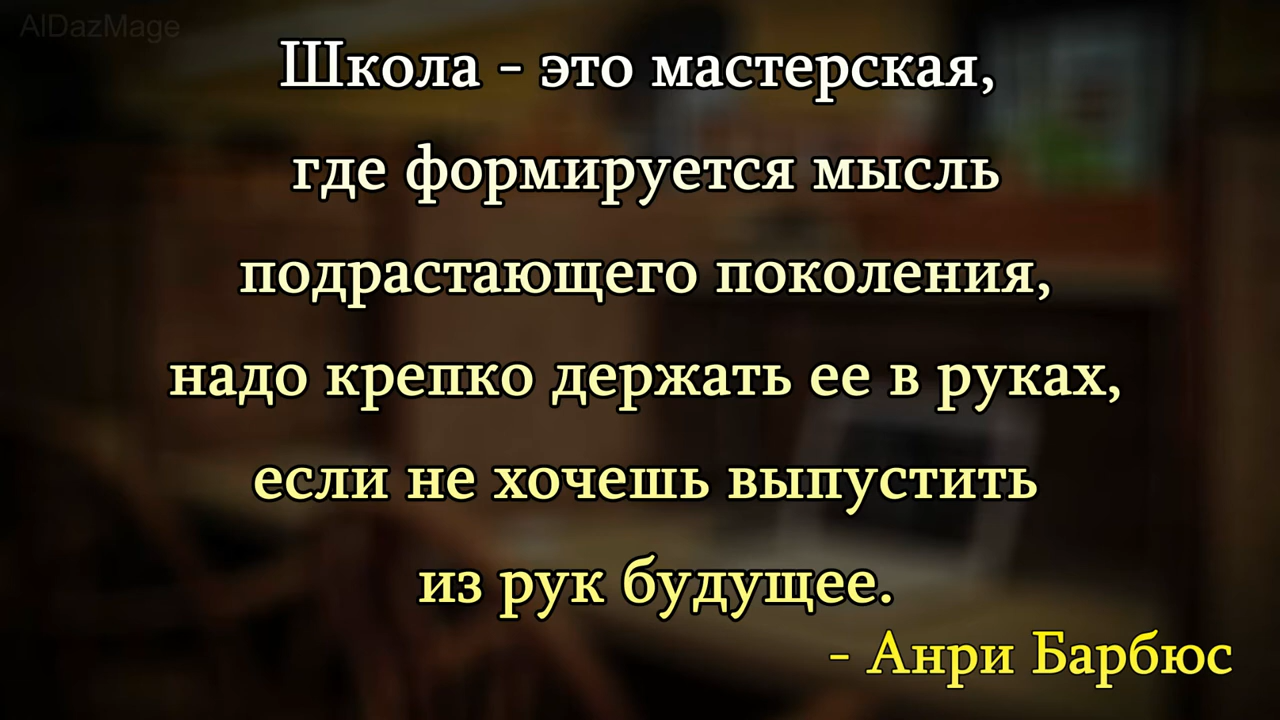 AlDazMage
Школа - это мастерская,
где формируется мысль
подрастающего поколения,
надо крепко держать ее в руках,
если не хочешь выпустить
из рук будущее.
- Анри Барбюс